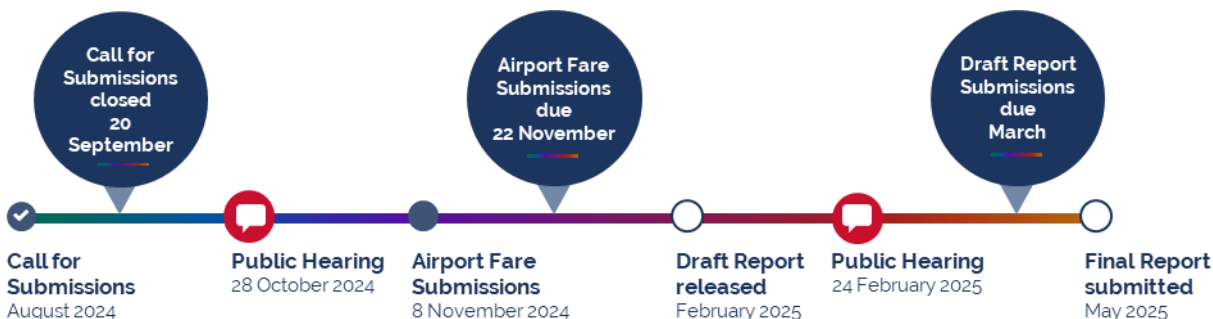 Call for
Submissions
closed
20
September
Airport Fare
Submissions
due
22 November
Draft Report
Submissions
due
March
Call for
Submissions
August 2024
Public Hearing
28 October 2024
Airport Fare
Submissions
8 November 2024
Draft Report
released
February 2025
Public Hearing
24 February 2025
Final Report
submitted
May 2025